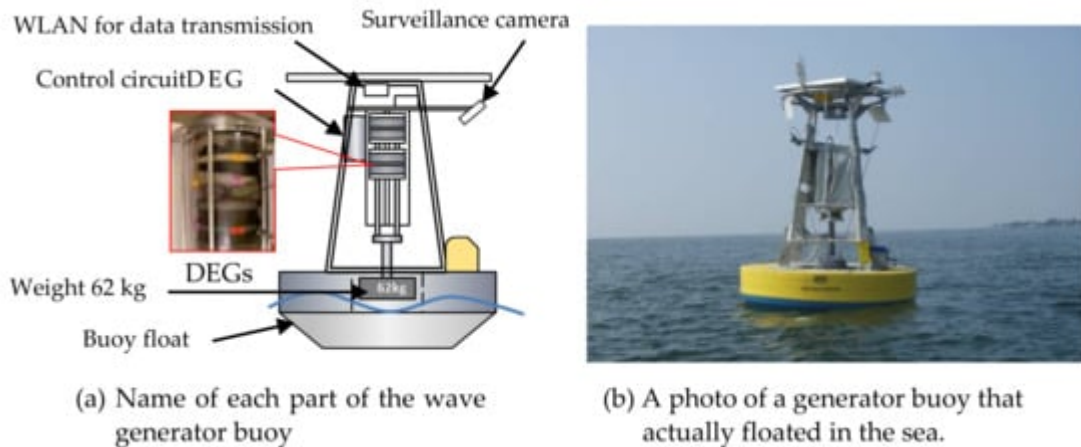 WLAN for data transmission
Surveillance camera
Control circuitDEG
DEGs
Weight 62 kg
62kg
Buoy float
(a) Name of each part of the wave
generator buoy
(b) A photo of a generator buoy that
actually floated in the sea.